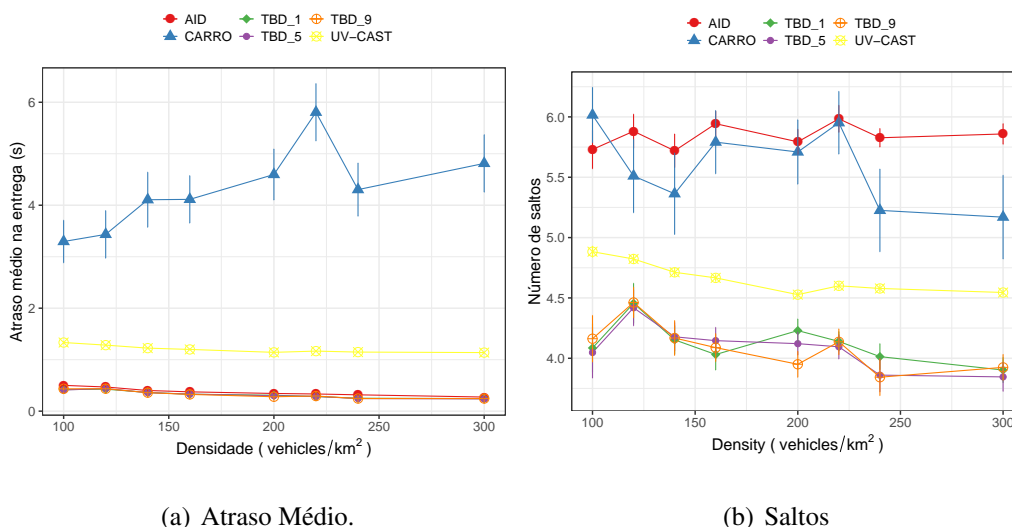 AID TBD_1 TBD_9
CARRO TBD_5 UV−CAST
Atraso médio na entrega (s)
6
4
2
0
100 150 200 250 300
Densidade ( vehicles/km²)
(a) Atraso Médio.
AID TBD_1 TBD_9
CARRO TBD_5 UV−CAST
Número de saltos
6.0
5.5
5.0
4.5
4.0
100 150 200 250 300
Density ( vehicles/km²)
(b) Saltos